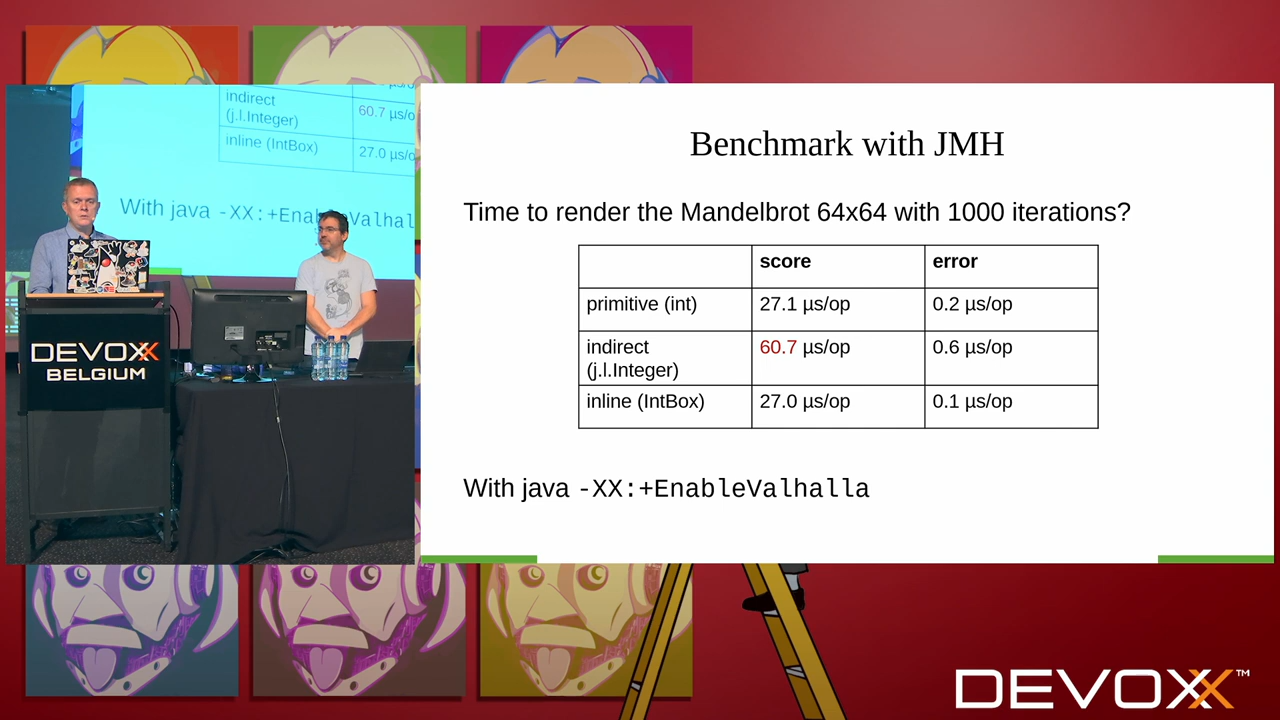 indirect
(j.l.Integer)
60.7 µs/o
inline (IntBox)
27.0 µs/o
With java -XX:+EnableValhal
DEVOXX
BELGIUM
Benchmark with JMH
Time to render the Mandelbrot 64x64 with 1000 iterations?
score error
primitive (int) 27.1 µs/op 0.2 µs/op
indirect 60.7 µs/op 0.6 µs/op
(j.l.Integer)
inline (IntBox) 27.0 µs/op 0.1 µs/op
With java -XX:+EnableValhalla
DEVOXX™